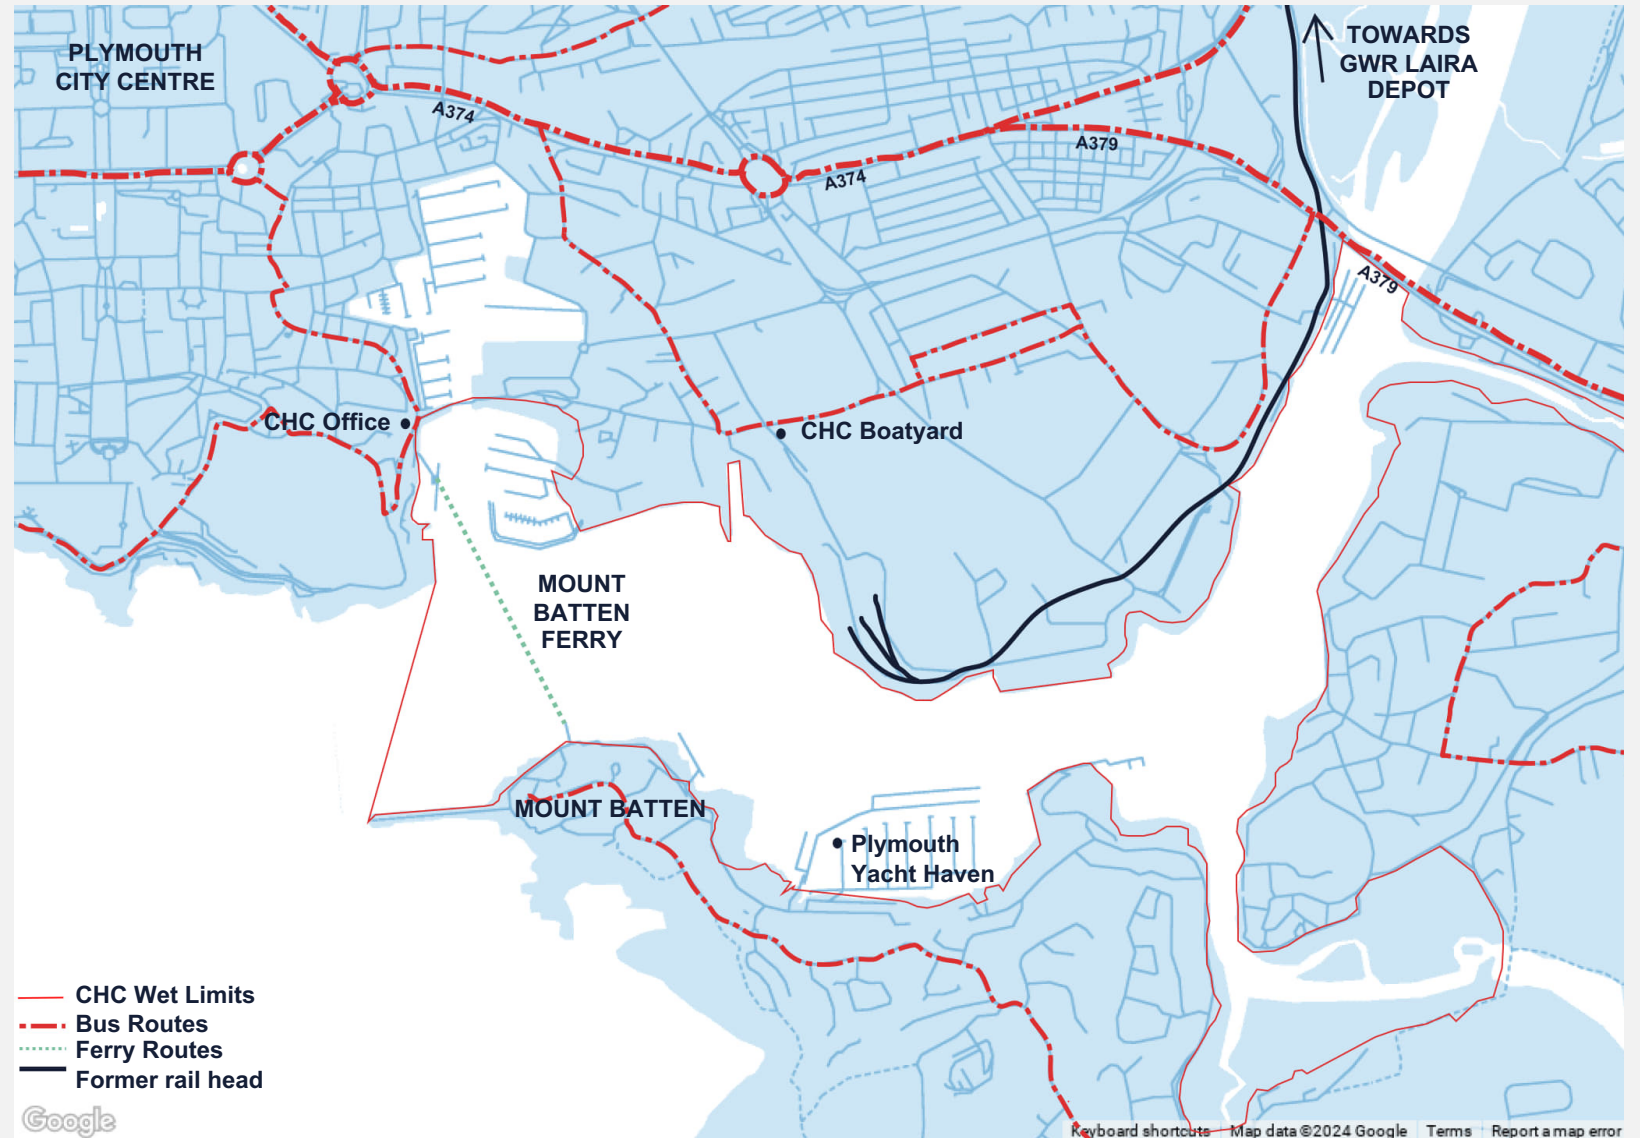 PLYMOUTH
CITY CENTRE
TOWARDS
GWR LAIRA
DEPOT
A374
A379
A374
A379
CHC Office
CHC Boatyard
MOUNT
BATTEN
FERRY
MOUNT BATTEN
Plymouth
Yacht Haven
CHC Wet Limits
Bus Routes
Ferry Routes
Former rail head
Google
Keyboard shortcuts Map data ©2024 Google Terms Report a map error